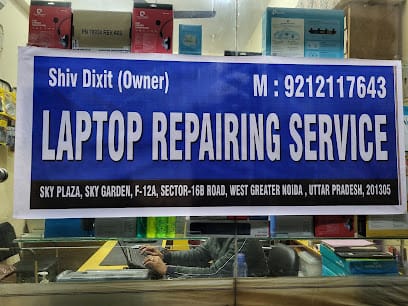 Shiv Dixit (Owner)
M : 9212117643
LAPTOP REPAIRING SERVICE
SKY PLAZA, SKY GARDEN, F-12A, SECTOR-16B ROAD, WEST GREATER NOIDA , UTTAR PRADESH, 201305